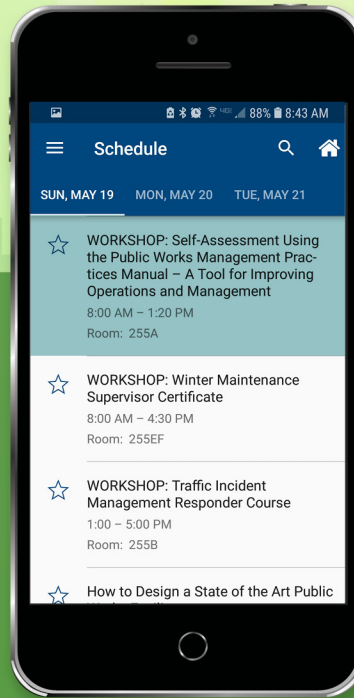 88% 8:43 AM
Schedule
SUN, MAY 19 MON, MAY 20 TUE, MAY 21
WORKSHOP: Self-Assessment Using
the Public Works Management Prac-
tices Manual – A Tool for Improving
Operations and Management
8:00 AM – 1:20 PM
Room: 255A
WORKSHOP: Winter Maintenance
Supervisor Certificate
8:00 AM – 4:30 PM
Room: 255EF
WORKSHOP: Traffic Incident
Management Responder Course
1:00 – 5:00 PM
Room: 255B
How to Design a State of the Art Public